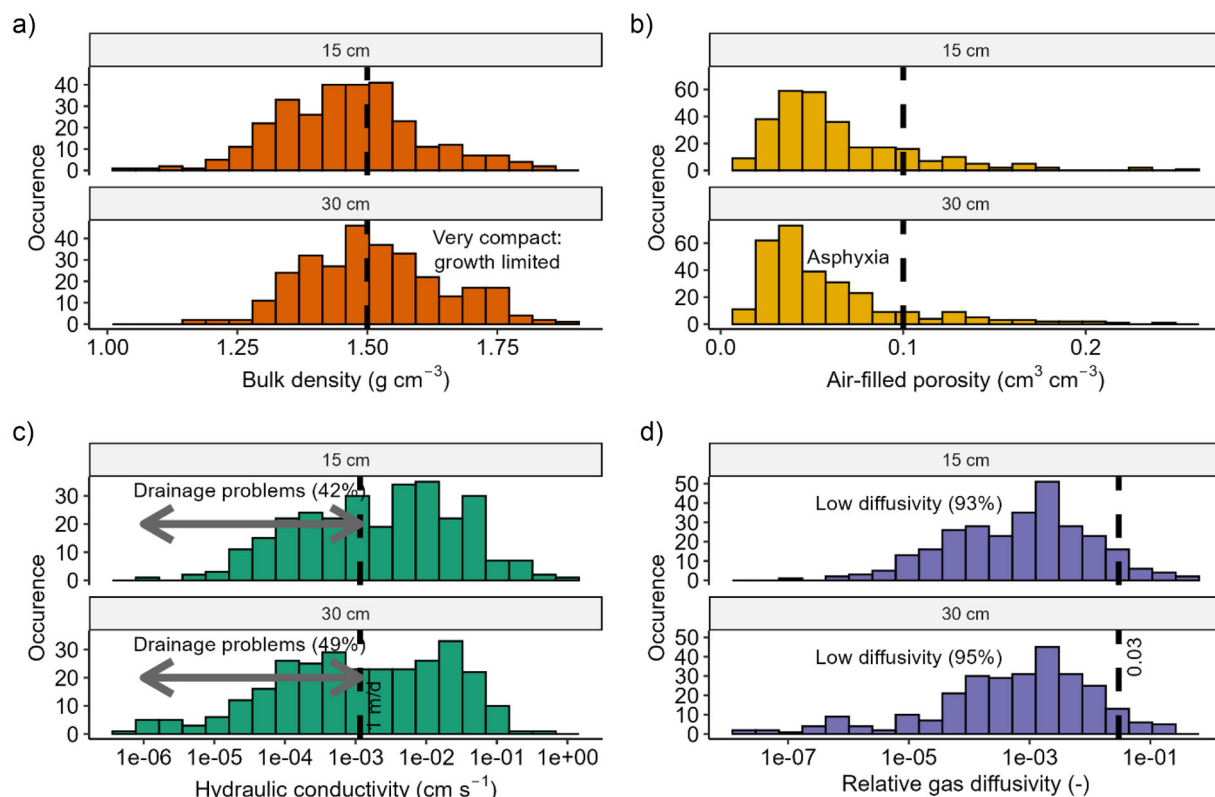 a)
15 cm
40
30
20
10
0
30 cm
Very compact:
growth limited
40
30
20
10
0
Occurence
1.00 1.25 1.50 1.75
Bulk density (g cm⁻³)
b)
15 cm
60
40
20
0
30 cm
Asphyxia
60
40
20
0
Occurence
0.0 0.1 0.2
Air-filled porosity (cm³ cm⁻³)
c)
15 cm
Drainage problems (42%)
30
20
10
0
30 cm
Drainage problems (49%)
30
20
10
0
1 m/d
Occurence
1e-06 1e-05 1e-04 1e-03 1e-02 1e-01 1e+00
Hydraulic conductivity (cm s⁻¹)
d)
15 cm
Low diffusivity (93%)
50
40
30
20
10
0
30 cm
Low diffusivity (95%)
0.03
50
40
30
20
10
0
Occurence
1e-07 1e-05 1e-03 1e-01
Relative gas diffusivity (-)